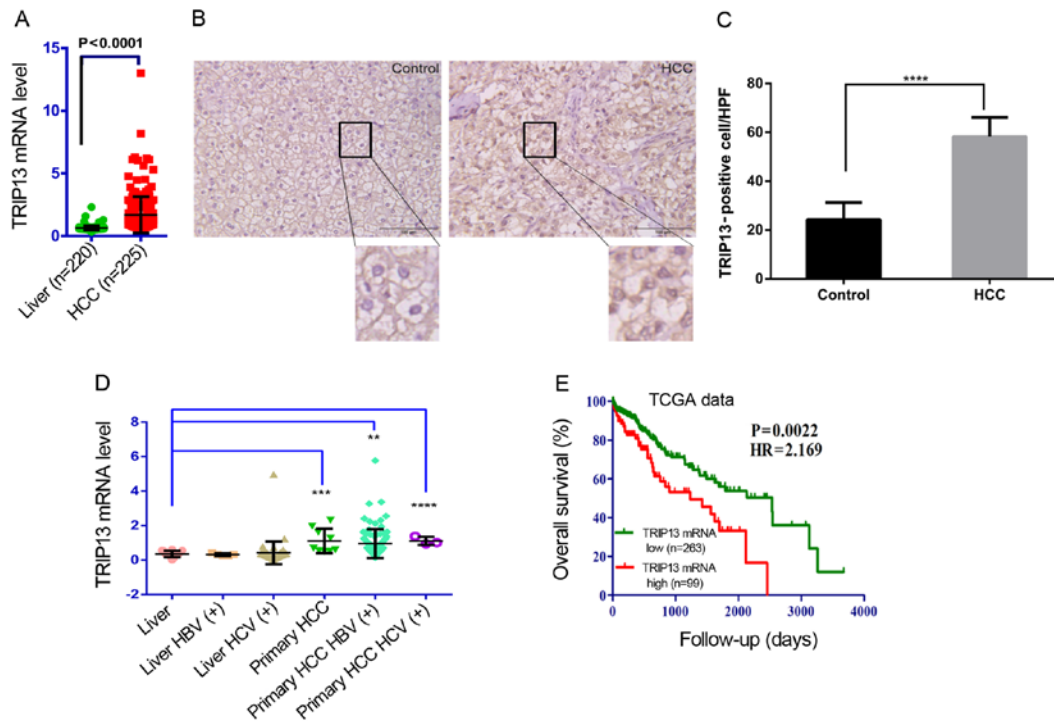 A
P<0.0001
TRIP13 mRNA level
15
10
5
0
Liver (n=220)
HCC (n=225)
B
Control
HCC
C
****
TRIP13-positive cell/HPF
80
60
40
20
0
Control
HCC
D
TRIP13 mRNA level
8
6
4
2
0
-2
***
**
****
Liver
Liver HBV (+)
Liver HCV (+)
Primary HCC
Primary HCC HBV (+)
Primary HCC HCV (+)
E
TCGA data
P=0.0022
HR=2.169
Overall survival (%)
100
80
60
40
20
0
TRIP13 mRNA
low (n=263)
TRIP13 mRNA
high (n=99)
0
1000
2000
3000
4000
Follow-up (days)